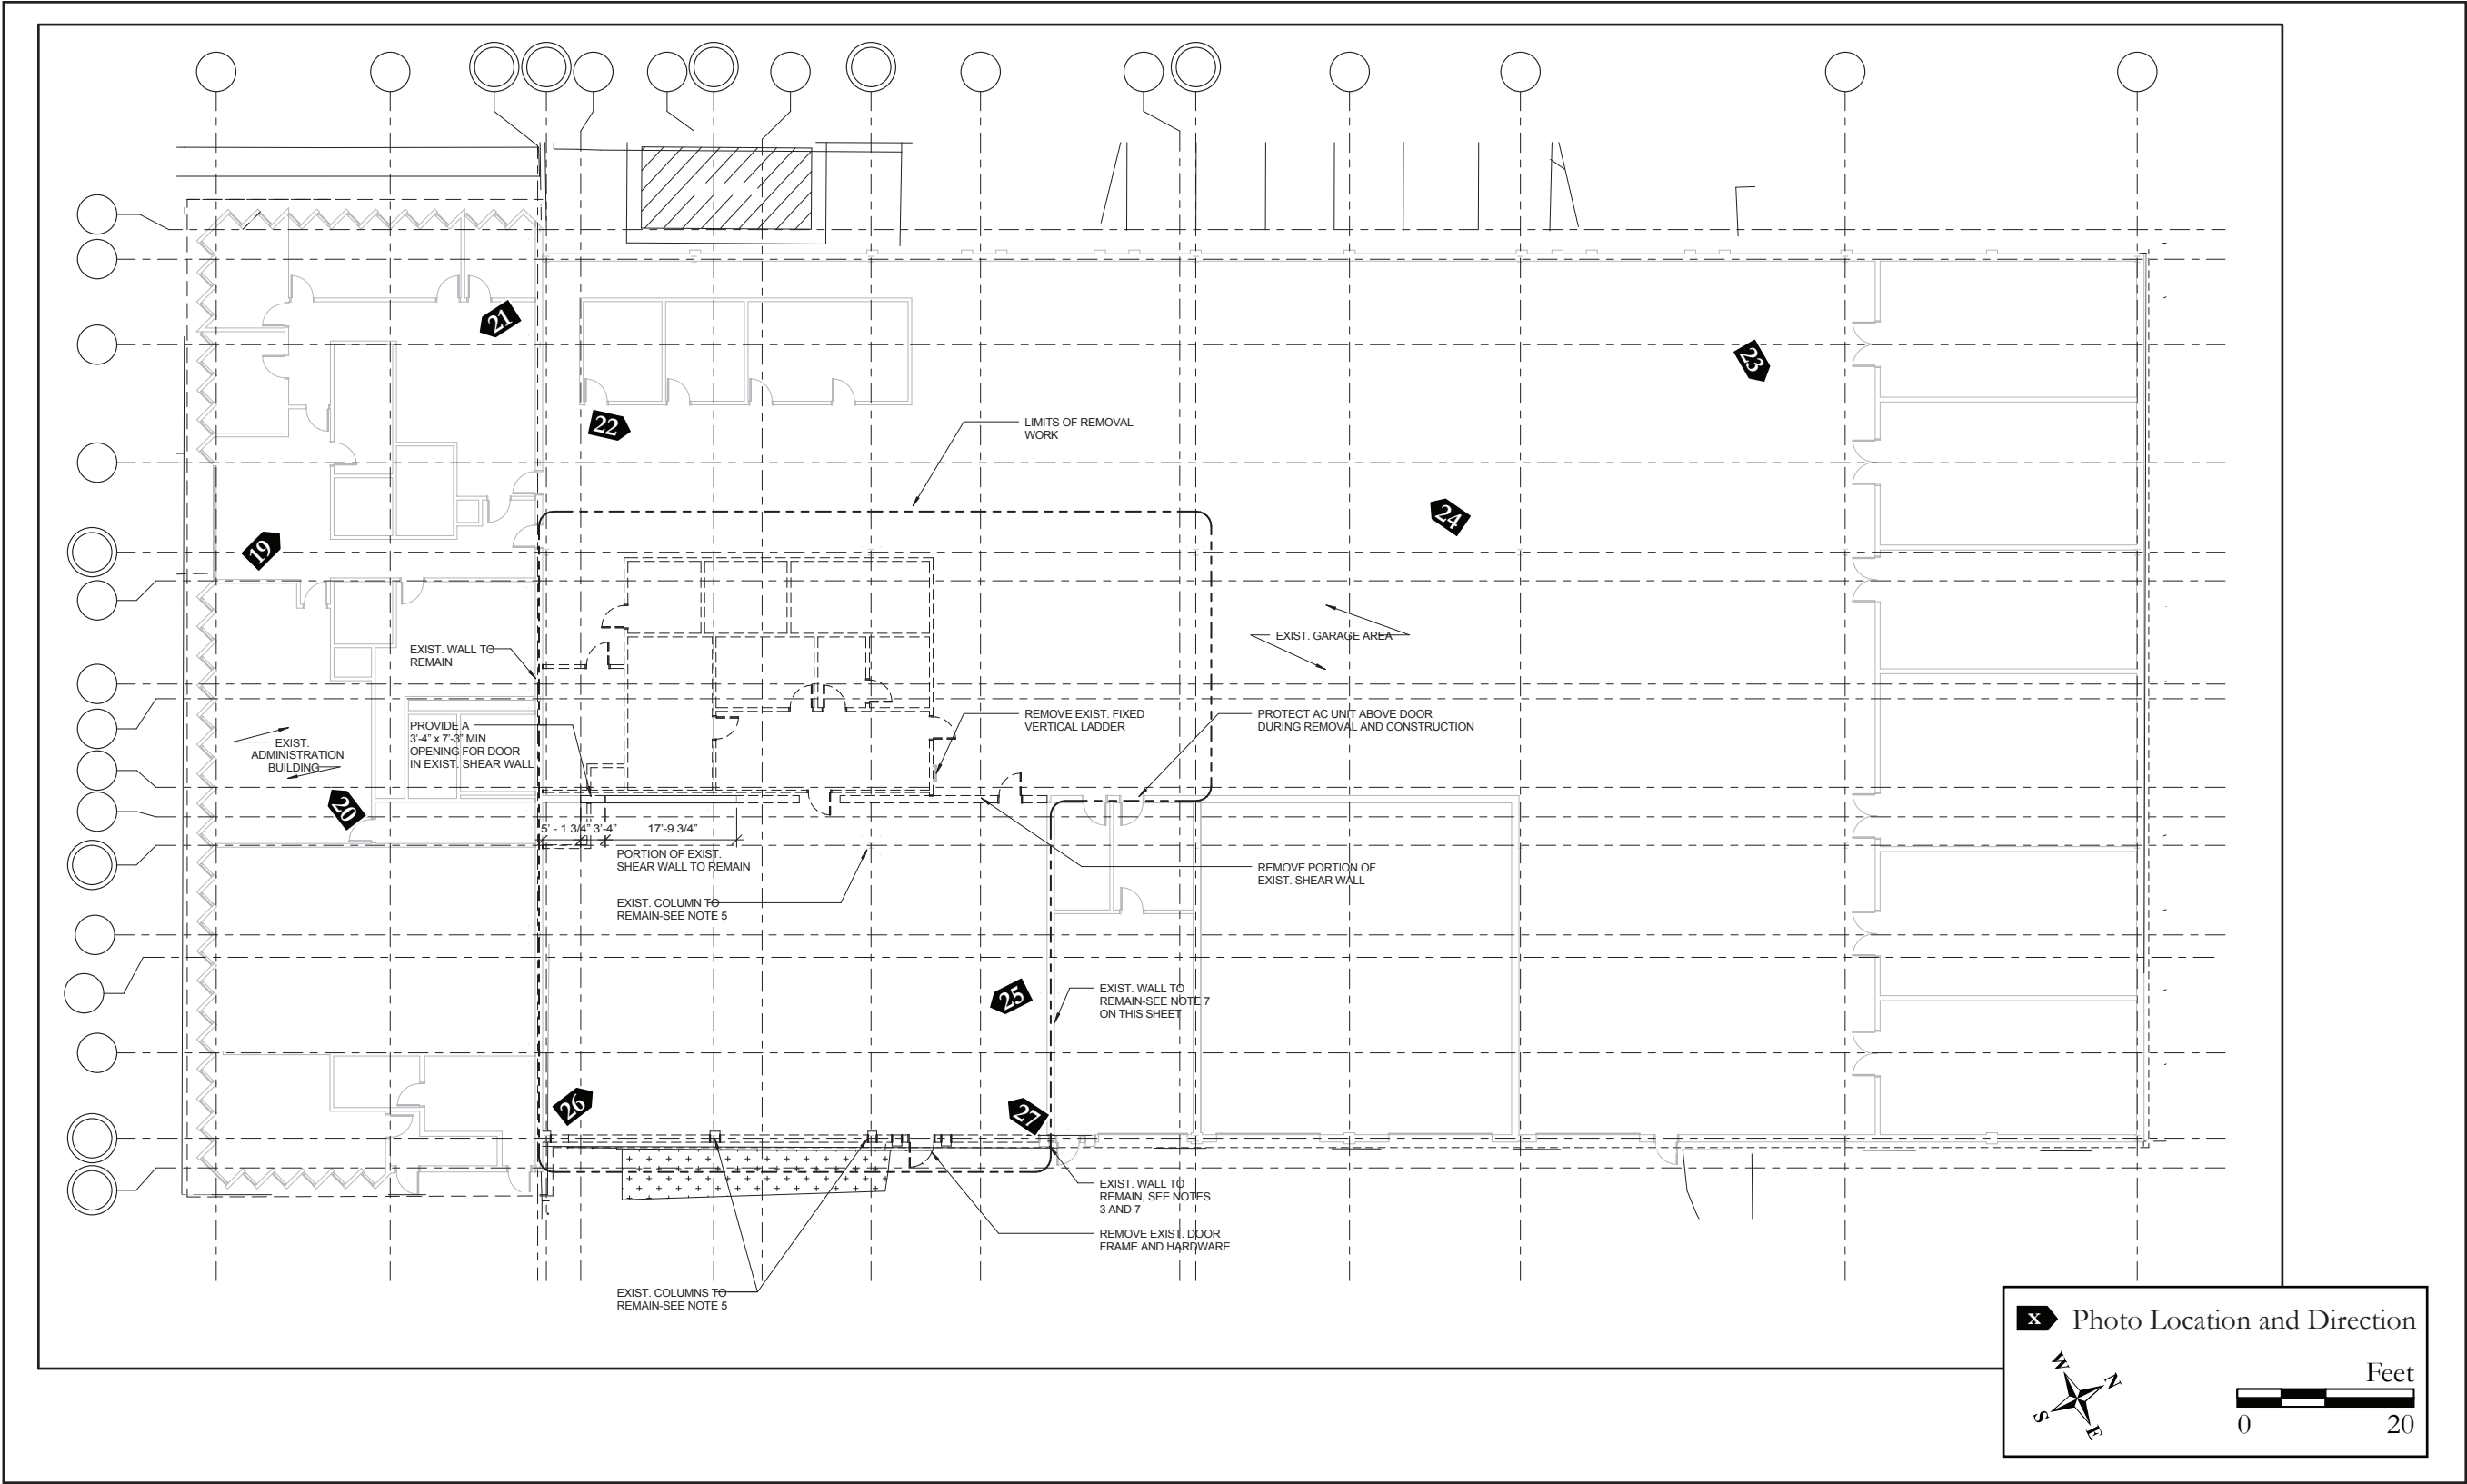 21
23
22
LIMITS OF REMOVAL
WORK
24
19
EXIST. GARAGE AREA
EXIST. WALL TO
REMAIN
PROVIDE A
3'-4" x 7'-3" MIN
OPENING FOR DOOR
IN EXIST. SHEAR WALL
REMOVE EXIST. FIXED
VERTICAL LADDER
PROTECT AC UNIT ABOVE DOOR
DURING REMOVAL AND CONSTRUCTION
EXIST.
ADMINISTRATION
BUILDING
20
5' - 1 3/4" 3'-4" 17'-9 3/4"
PORTION OF EXIST.
SHEAR WALL TO REMAIN
REMOVE PORTION OF
EXIST. SHEAR WALL
EXIST. COLUMN TO
REMAIN-SEE NOTE 5
25
EXIST. WALL TO
REMAIN-SEE NOTE 7
ON THIS SHEET
26
27
EXIST. WALL TO
REMAIN, SEE NOTES
3 AND 7
REMOVE EXIST. DOOR
FRAME AND HARDWARE
EXIST. COLUMNS TO
REMAIN-SEE NOTE 5
X Photo Location and Direction
W
N
S
E
Feet
0 20